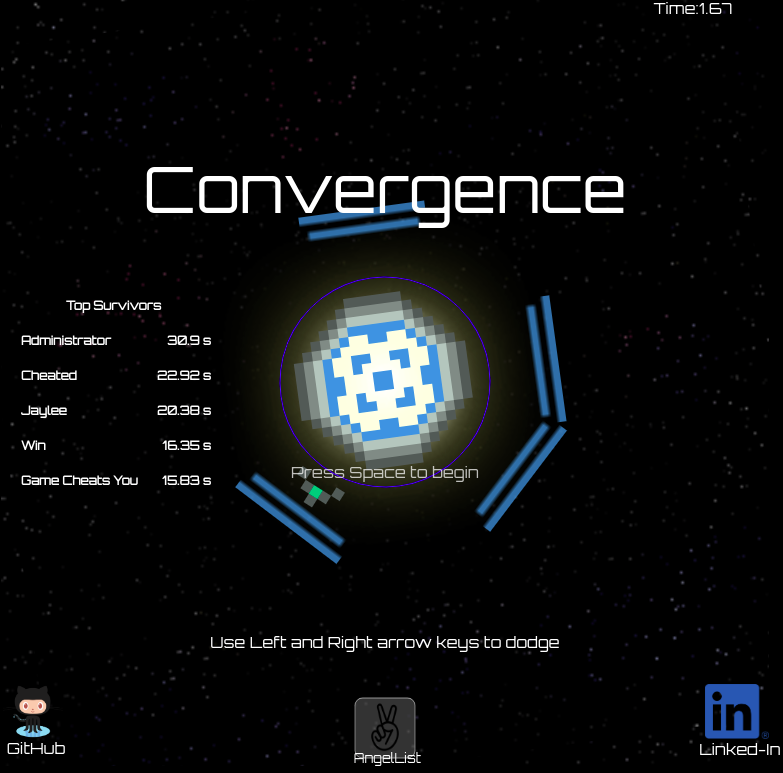 Time:1.67
Convergence
Top Survivors
Administrator 30.9 s
Cheated 22.92 s
Jaylee 20.38 s
Win 16.35 s
Game Cheats You 15.83 s
Press Space to begin
Use Left and Right arrow keys to dodge
in
GitHub
AngelList
Linked-In